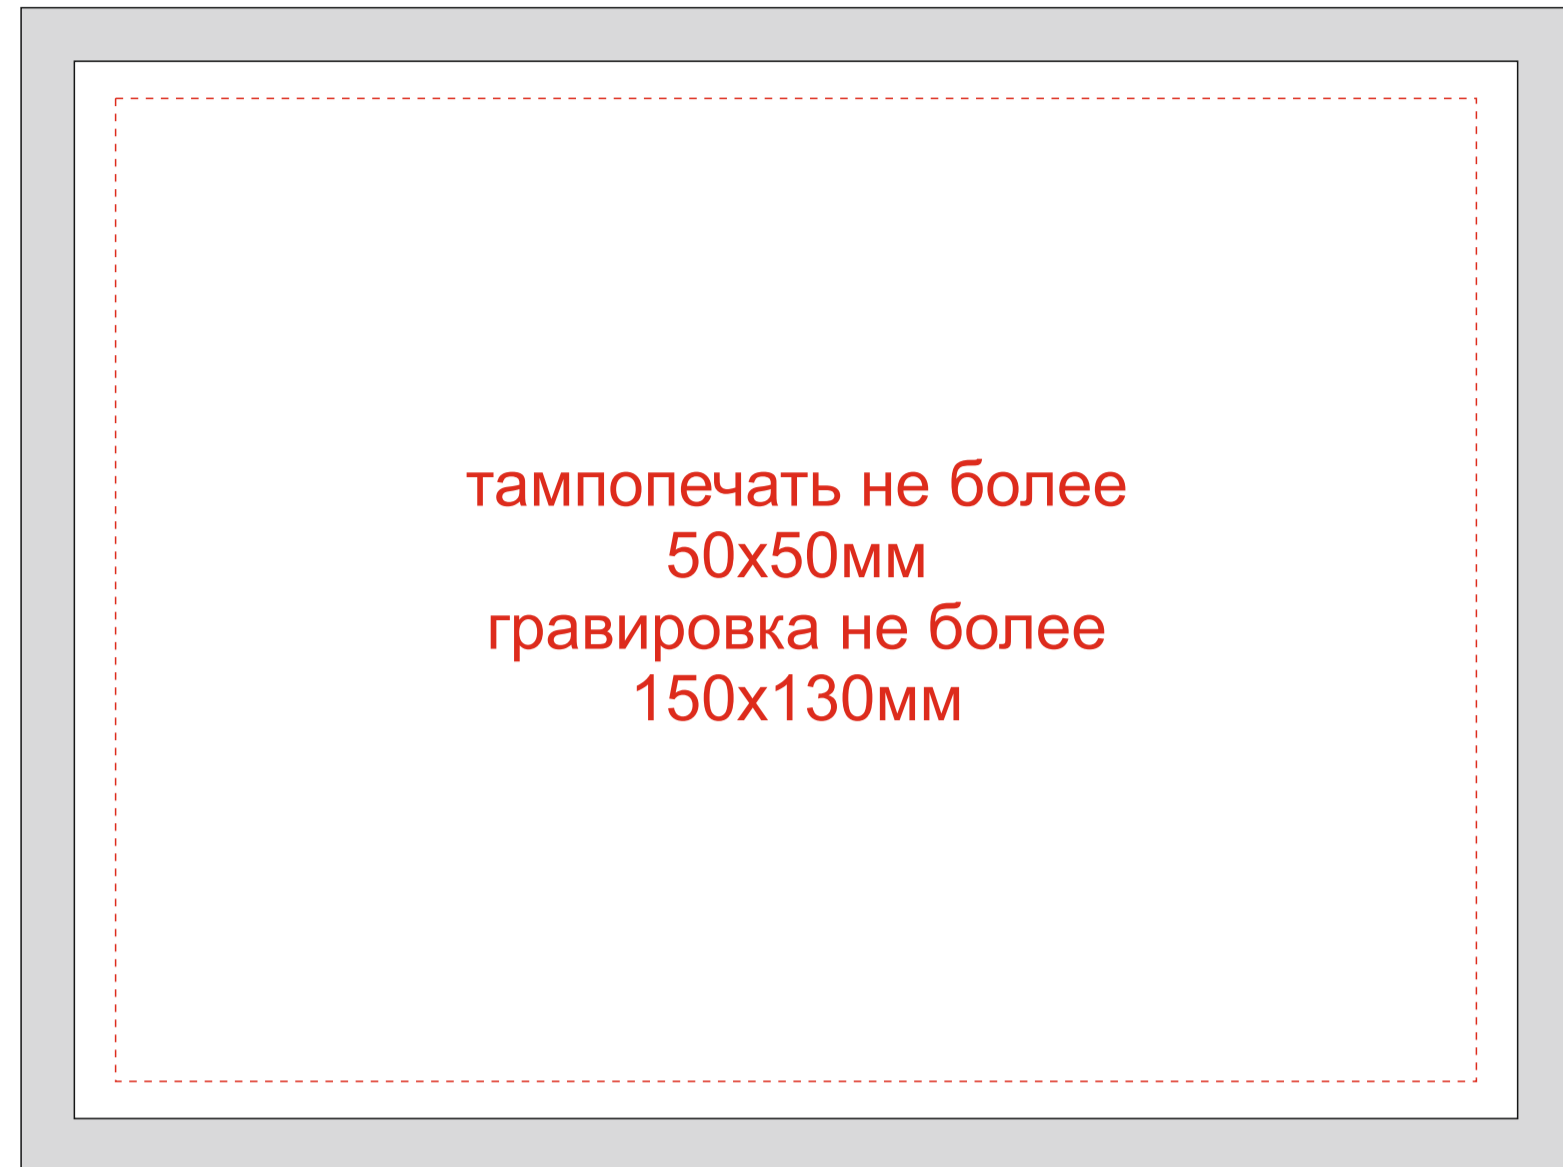 тампопечать не более
50х50мм
гравировка не более
150х130мм